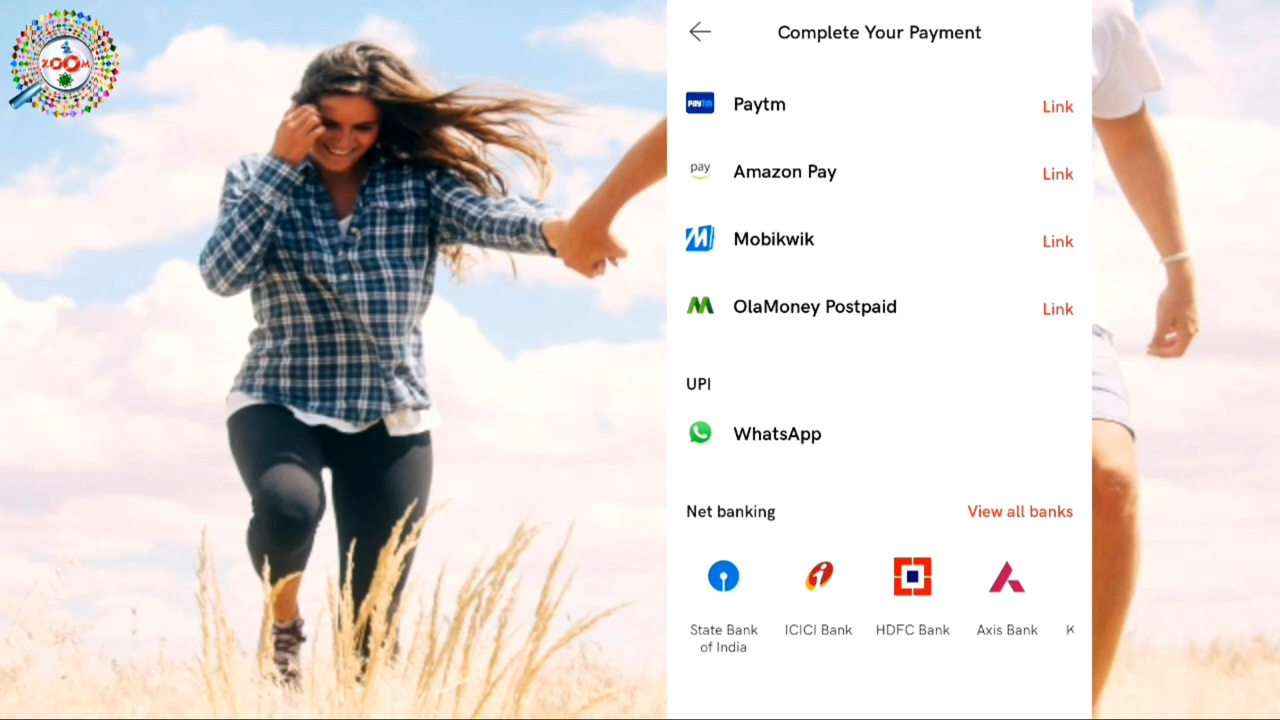 ZOOM
Complete Your Payment
Paytm
Link
pay
Amazon Pay
Link
Mobikwik
Link
OlaMoney Postpaid
Link
UPI
WhatsApp
Net banking
View all banks
State Bank
of India
ICICI Bank
HDFC Bank
Axis Bank
K